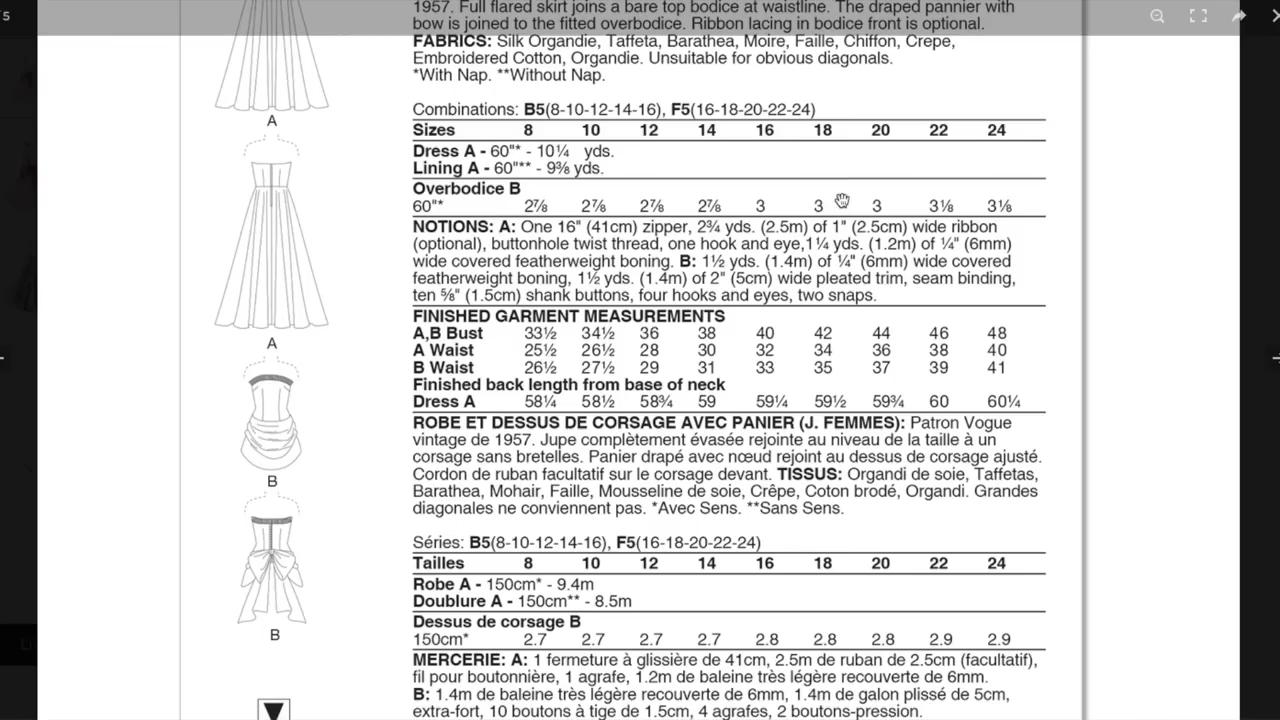 5
1957. Full flared skirt joins a bare top bodice at waistline. The draped pannier with
bow is joined to the fitted overbodice. Ribbon lacing in bodice front is optional.
FABRICS: Silk Organdie, Taffeta, Barathea, Moire, Faille, Chiffon, Crepe,
Embroidered Cotton, Organdie. Unsuitable for obvious diagonals.
*With Nap. **Without Nap.
Combinations: B5(8-10-12-14-16), F5(16-18-20-22-24)
Sizes 8 10 12 14 16 18 20 22 24
Dress A - 60"* - 10¼ yds.
Lining A - 60"** - 9⅜ yds.
Overbodice B
60"* 2⅞ 2⅞ 2⅞ 2⅞ 3 3 3 3⅛ 3⅛
NOTIONS: A: One 16" (41cm) zipper, 2¾ yds. (2.5m) of 1" (2.5cm) wide ribbon
(optional), buttonhole twist thread, one hook and eye,1¼ yds. (1.2m) of ¼" (6mm)
wide covered featherweight boning. B: 1½ yds. (1.4m) of ¼" (6mm) wide covered
featherweight boning, 1½ yds. (1.4m) of 2" (5cm) wide pleated trim, seam binding,
ten ⅝" (1.5cm) shank buttons, four hooks and eyes, two snaps.
FINISHED GARMENT MEASUREMENTS
A,B Bust 33½ 34½ 36 38 40 42 44 46 48
A Waist 25½ 26½ 28 30 32 34 36 38 40
B Waist 26½ 27½ 29 31 33 35 37 39 41
Finished back length from base of neck
Dress A 58¼ 58½ 58¾ 59 59¼ 59½ 59¾ 60 60¼
ROBE ET DESSUS DE CORSAGE AVEC PANIER (J. FEMMES): Patron Vogue
vintage de 1957. Jupe complètement évasée rejointe au niveau de la taille à un
corsage sans bretelles. Panier drapé avec nœud rejoint au dessus de corsage ajusté.
Cordon de ruban facultatif sur le corsage devant. TISSUS: Organdi de soie, Taffetas,
Barathea, Mohair, Faille, Mousseline de soie, Crêpe, Coton brodé, Organdi. Grandes
diagonales ne conviennent pas. *Avec Sens. **Sans Sens.
Séries: B5(8-10-12-14-16), F5(16-18-20-22-24)
Tailles 8 10 12 14 16 18 20 22 24
Robe A - 150cm* - 9.4m
Doublure A - 150cm** - 8.5m
Dessus de corsage B
150cm* 2.7 2.7 2.7 2.7 2.8 2.8 2.8 2.9 2.9
MERCERIE: A: 1 fermeture à glissière de 41cm, 2.5m de ruban de 2.5cm (facultatif),
fil pour boutonnière, 1 agrafe, 1.2m de baleine très légère recouverte de 6mm.
B: 1.4m de baleine très légère recouverte de 6mm, 1.4m de galon plissé de 5cm,
extra-fort, 10 boutons à tige de 1.5cm, 4 agrafes, 2 boutons-pression.
A
A
B
B